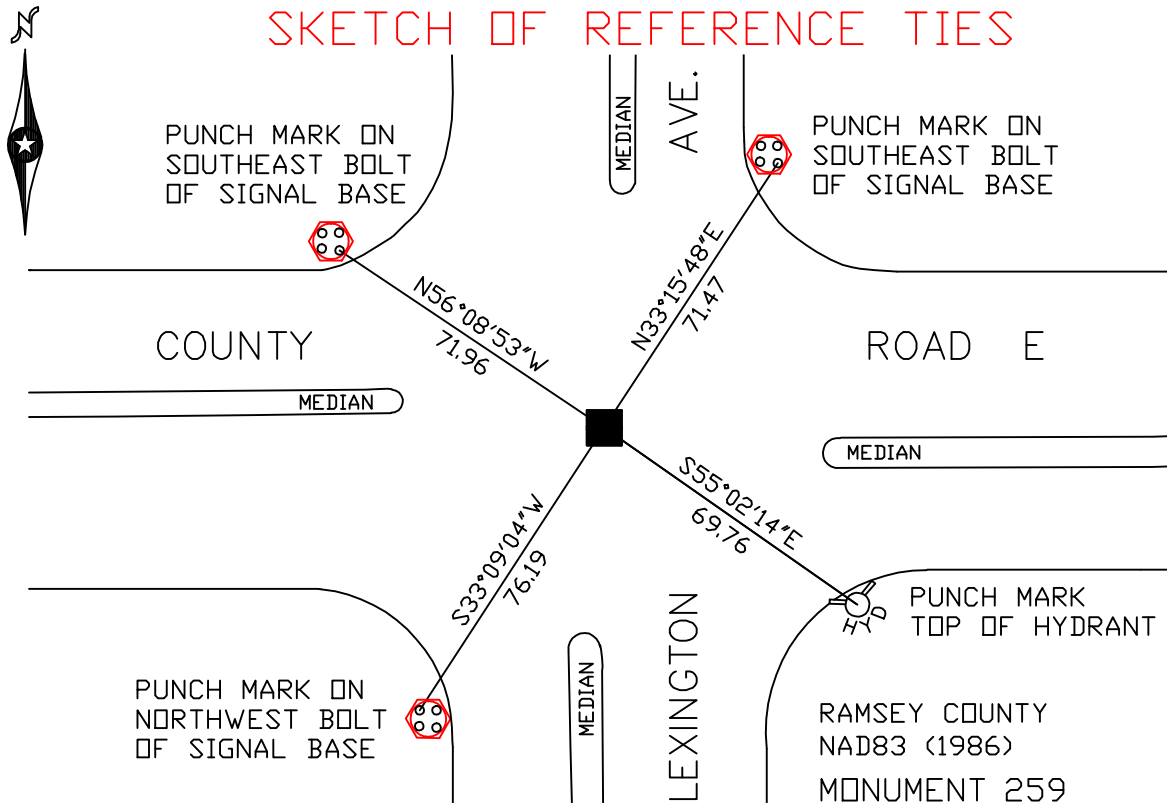 N
SKETCH OF REFERENCE TIES
PUNCH MARK ON
SOUTHEAST BOLT
OF SIGNAL BASE
MEDIAN
AVE.
PUNCH MARK ON
SOUTHEAST BOLT
OF SIGNAL BASE
N56°08'53"W
71.96
N33°15'48"E
71.47
COUNTY
ROAD E
MEDIAN
MEDIAN
S33°09'04"W
76.19
S55°02'14"E
69.76
HYD
PUNCH MARK
TOP OF HYDRANT
LEXINGTON
MEDIAN
PUNCH MARK ON
NORTHWEST BOLT
OF SIGNAL BASE
RAMSEY COUNTY
NAD83 (1986)
MONUMENT 259